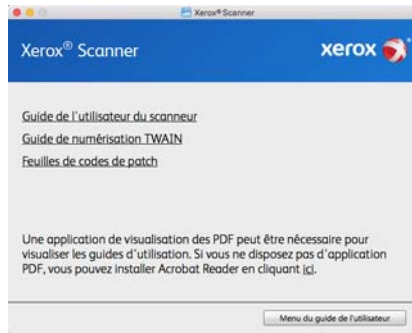 Xerox® Scanner
Xerox® Scanner
xerox
Guide de l'utilisateur du scanneur
Guide de numérisation TWAIN
Feuilles de codes de patch
Une application de visualisation des PDF peut être nécessaire pour
visualiser les guides d'utilisation. Si vous ne disposez pas d'application
PDF, vous pouvez installer Acrobat Reader en cliquant ici.
Menu du guide de l'utilisateur